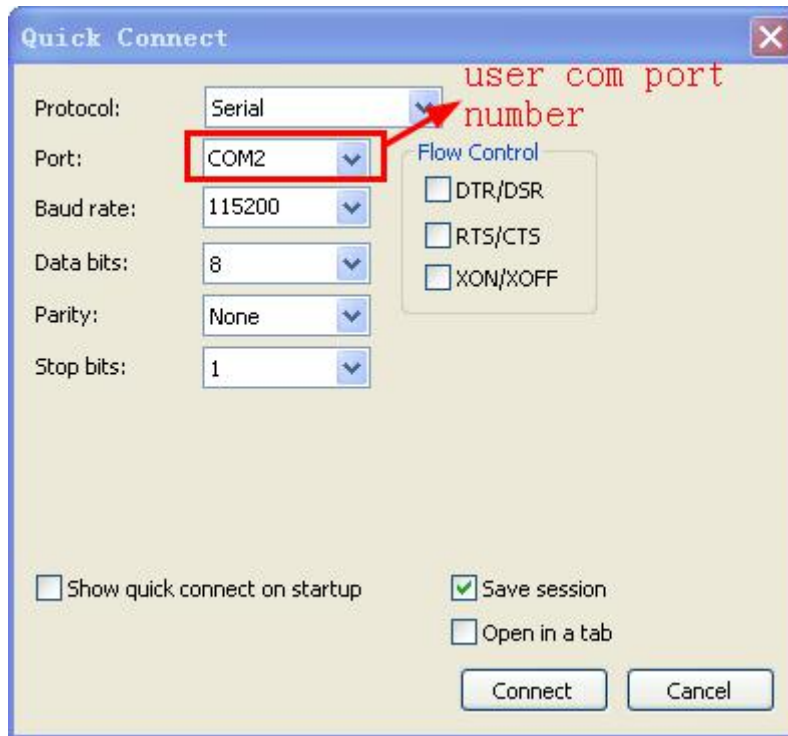 Quick Connect
user com port
number
Protocol: Serial
Port: COM2
Flow Control
Baud rate: 115200
DTR/DSR
RTS/CTS
Data bits: 8
XON/XOFF
Parity: None
Stop bits: 1
Show quick connect on startup
Save session
Open in a tab
Connect
Cancel